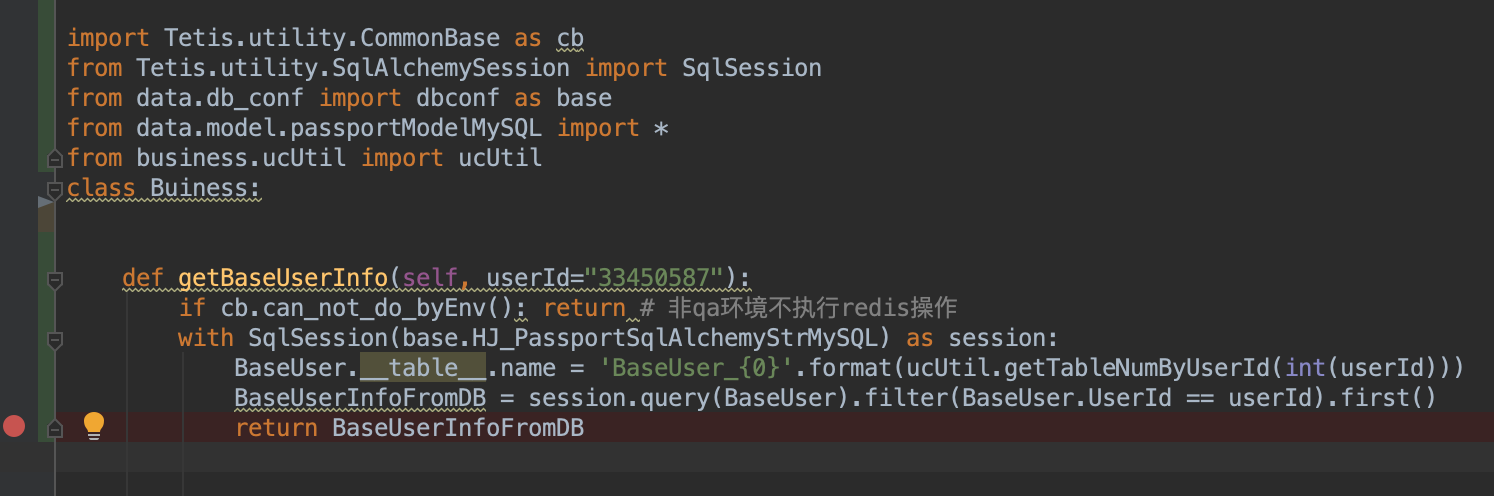 import Tetis.utility.CommonBase as cb
from Tetis.utility.SqlAlchemySession import SqlSession
from data.db_conf import dbconf as base
from data.model.passportModelMySQL import *
from business.ucUtil import ucUtil
class Buiness:
def getBaseUserInfo(self, userId="33450587"):
if cb.can_not_do_byEnv(): return # 非qa环境不执行redis操作
with SqlSession(base.HJ_PassportSqlAlchemyStrMySQL) as session:
BaseUser.__table__.name = 'BaseUser_{0}'.format(ucUtil.getTableNumByUserId(int(userId)))
BaseUserInfoFromDB = session.query(BaseUser).filter(BaseUser.UserId == userId).first()
return BaseUserInfoFromDB